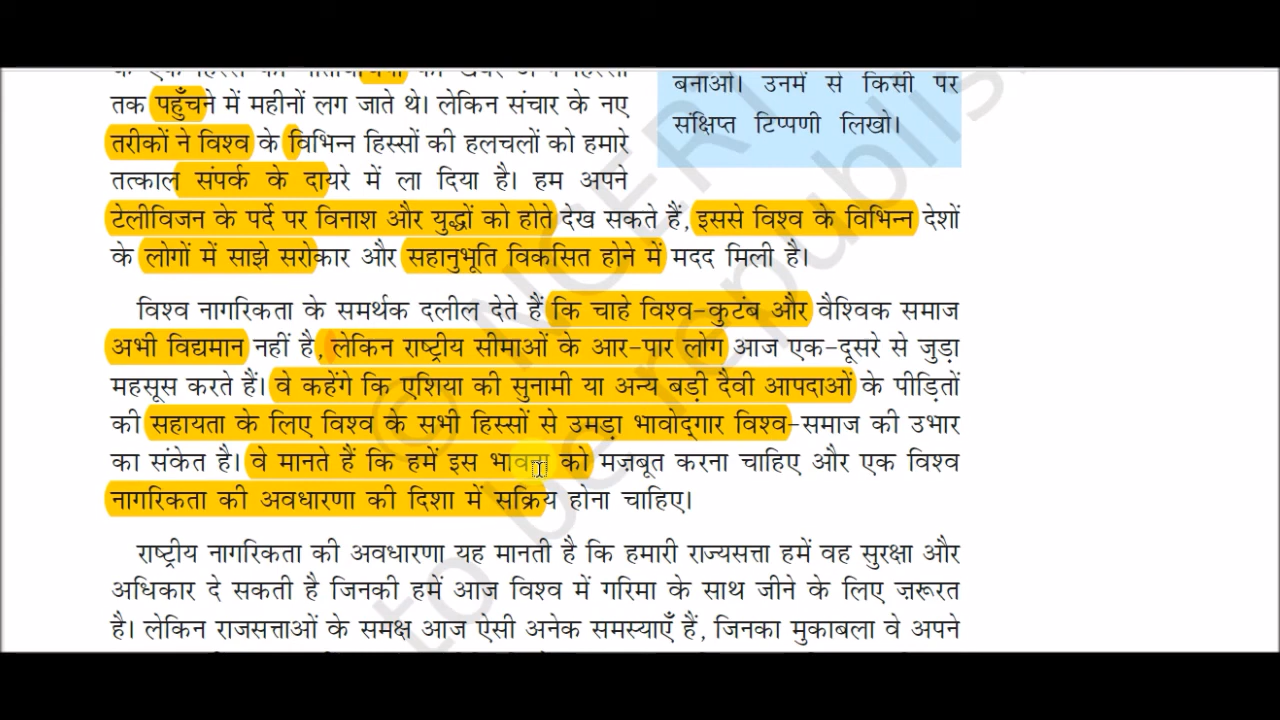 तक पहुँचने में महीनों लग जाते थे। लेकिन संचार के नए
तरीकों ने विश्व के विभिन्न हिस्सों की हलचलों को हमारे
तत्काल संपर्क के दायरे में ला दिया है। हम अपने
टेलीविजन के पर्दे पर विनाश और युद्धों को होते देख सकते हैं, इससे विश्व के विभिन्न देशों
के लोगों में साझे सरोकार और सहानुभूति विकसित होने में मदद मिली है।
बनाओ। उनमें से किसी पर
संक्षिप्त टिप्पणी लिखो।
विश्व नागरिकता के समर्थक दलील देते हैं कि चाहे विश्व-कुटंब और वैश्विक समाज
अभी विद्यमान नहीं है, लेकिन राष्ट्रीय सीमाओं के आर-पार लोग आज एक-दूसरे से जुड़ा
महसूस करते हैं। वे कहेंगे कि एशिया की सुनामी या अन्य बड़ी दैवी आपदाओं के पीड़ितों
की सहायता के लिए विश्व के सभी हिस्सों से उमड़ा भावोद्गार विश्व-समाज की उभार
का संकेत है। वे मानते हैं कि हमें इस भावना को मज़बूत करना चाहिए और एक विश्व
नागरिकता की अवधारणा की दिशा में सक्रिय होना चाहिए।
राष्ट्रीय नागरिकता की अवधारणा यह मानती है कि हमारी राज्यसत्ता हमें वह सुरक्षा और
अधिकार दे सकती है जिनकी हमें आज विश्व में गरिमा के साथ जीने के लिए ज़रूरत
है। लेकिन राजसत्ताओं के समक्ष आज ऐसी अनेक समस्याएँ हैं, जिनका मुकाबला वे अपने
© NCERT
to be republis